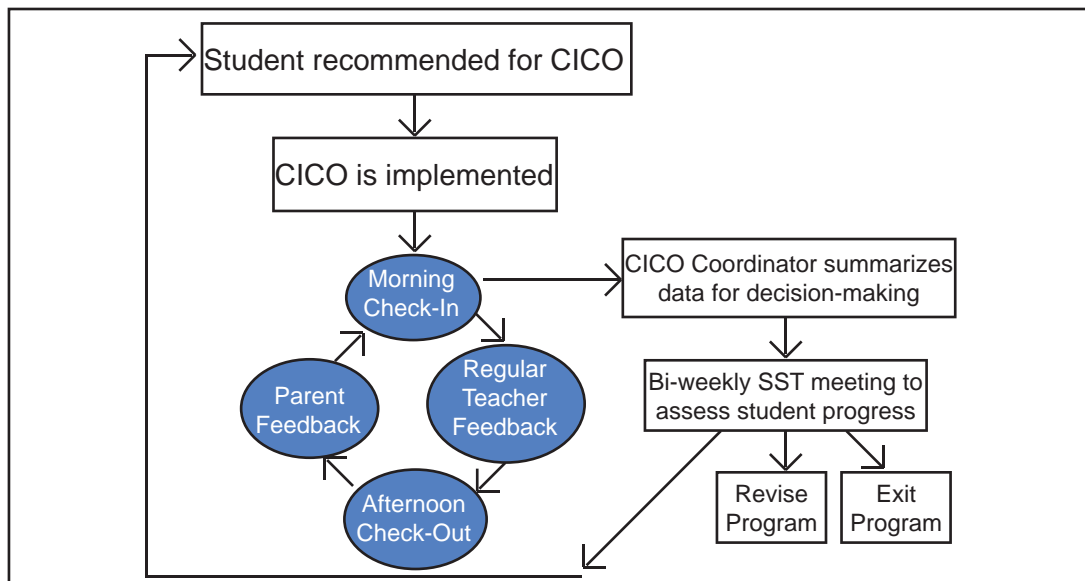 Student recommended for CICO
CICO is implemented
Morning
Check-In
CICO Coordinator summarizes
data for decision-making
Regular
Teacher
Feedback
Parent
Feedback
Bi-weekly SST meeting to
assess student progress
Afternoon
Check-Out
Revise
Program
Exit
Program